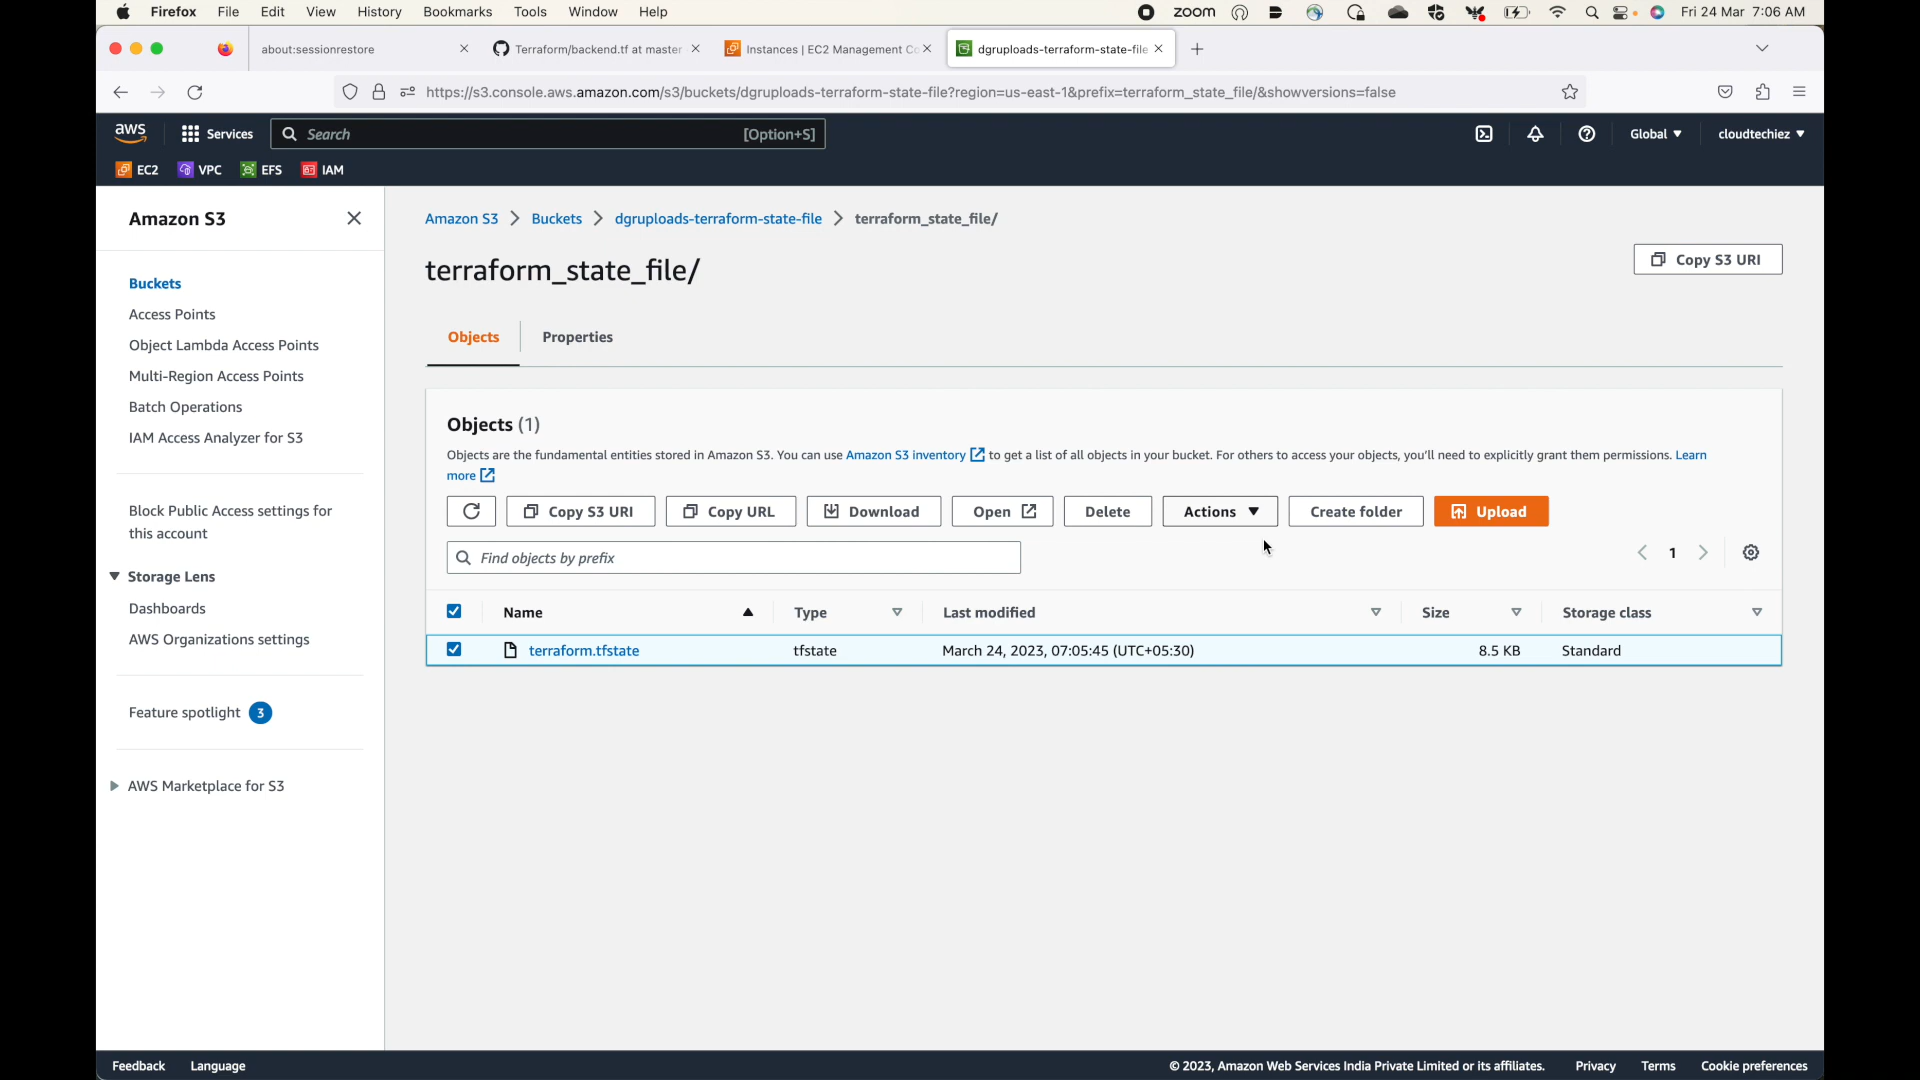 Firefox File Edit View History Bookmarks Tools Window Help zoom Fri 24 Mar 7:06 AM
about:sessionrestore Terraform/backend.tf at master Instances | EC2 Management Co dgruploads-terraform-state-file
https://s3.console.aws.amazon.com/s3/buckets/dgruploads-terraform-state-file?region=us-east-1&prefix=terraform_state_file/&showversions=false
aws Services Search [Option+S] Global cloudtechiez
EC2 VPC EFS IAM
Amazon S3
Buckets
Access Points
Object Lambda Access Points
Multi-Region Access Points
Batch Operations
IAM Access Analyzer for S3
Block Public Access settings for
this account
Storage Lens
Dashboards
AWS Organizations settings
Feature spotlight 3
AWS Marketplace for S3
Amazon S3 Buckets dgruploads-terraform-state-file terraform_state_file/
terraform_state_file/
Copy S3 URI
Objects Properties
Objects (1)
Objects are the fundamental entities stored in Amazon S3. You can use Amazon S3 inventory to get a list of all objects in your bucket. For others to access your objects, you'll need to explicitly grant them permissions. Learn
more
Copy S3 URI Copy URL Download Open Delete Actions Create folder Upload
Find objects by prefix 1
Name Type Last modified Size Storage class
terraform.tfstate tfstate March 24, 2023, 07:05:45 (UTC+05:30) 8.5 KB Standard
Feedback Language © 2023, Amazon Web Services India Private Limited or its affiliates. Privacy Terms Cookie preferences